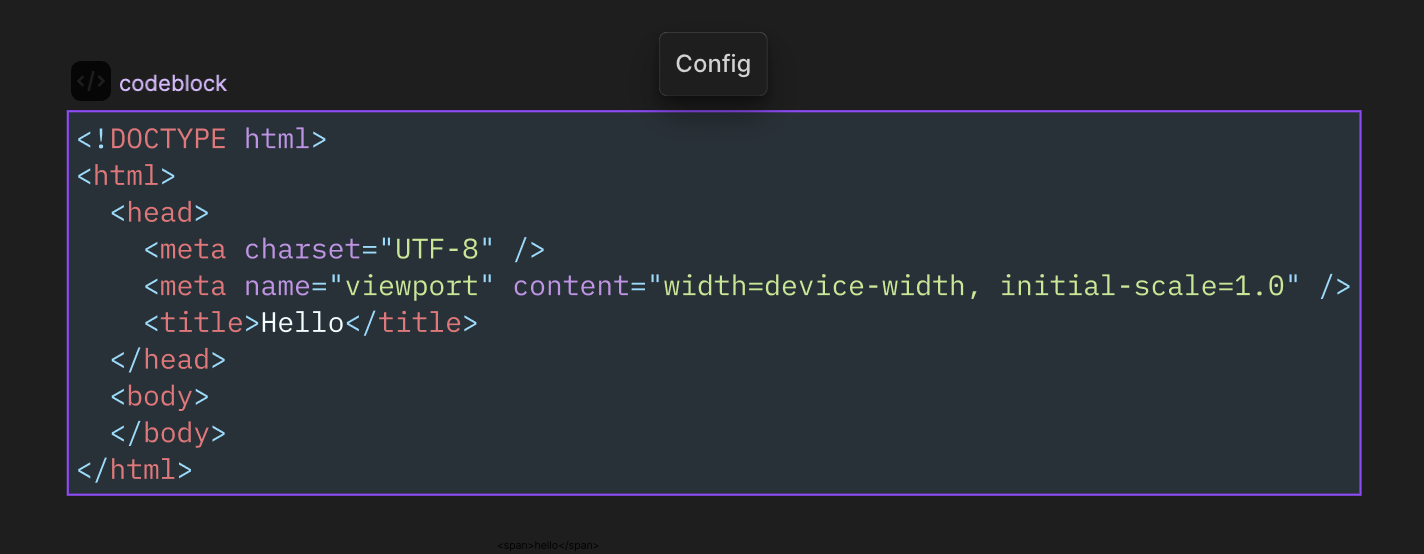 Config
</> codeblock
<!DOCTYPE html>
<html>
  <head>
    <meta charset="UTF-8" />
    <meta name="viewport" content="width=device-width, initial-scale=1.0" />
    <title>Hello</title>
  </head>
  <body>
  </body>
</html>
<span>hello</span>